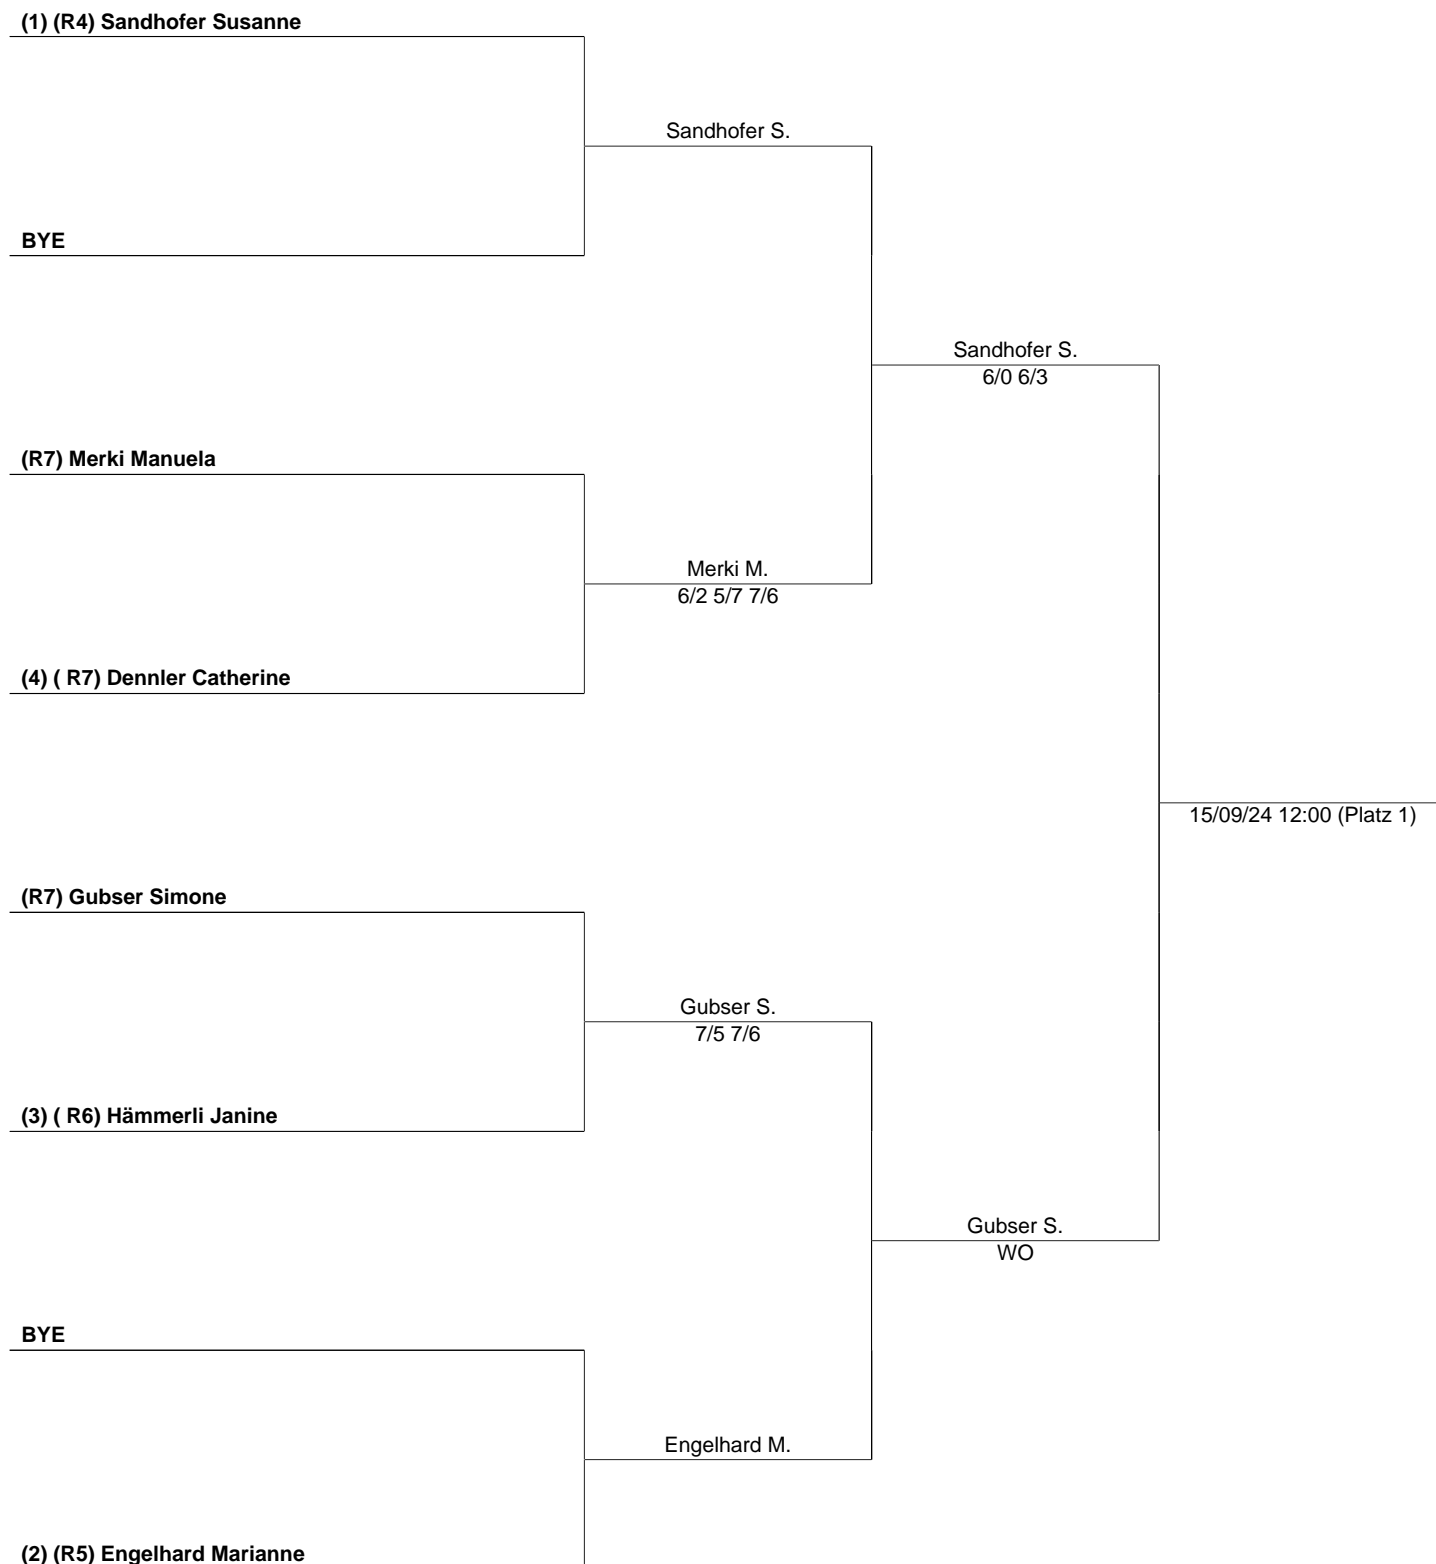 (1) (R4) Sandhofer Susanne
Sandhofer S.
BYE
Sandhofer S.
6/0 6/3
(R7) Merki Manuela
Merki M.
6/2 5/7 7/6
(4) ( R7) Dennler Catherine
15/09/24 12:00 (Platz 1)
(R7) Gubser Simone
Gubser S.
7/5 7/6
(3) ( R6) Hämmerli Janine
Gubser S.
WO
BYE
Engelhard M.
(2) (R5) Engelhard Marianne